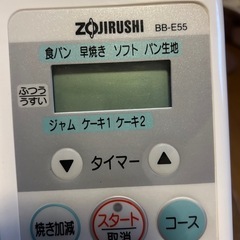 ZOJIRUSHI
BB-E55
食パン 早焼き ソフト パン生地
ふつう
うすい
ジャム ケーキ1 ケーキ2
▼ タイマー ▲
焼き加減 スタート 取消 コース